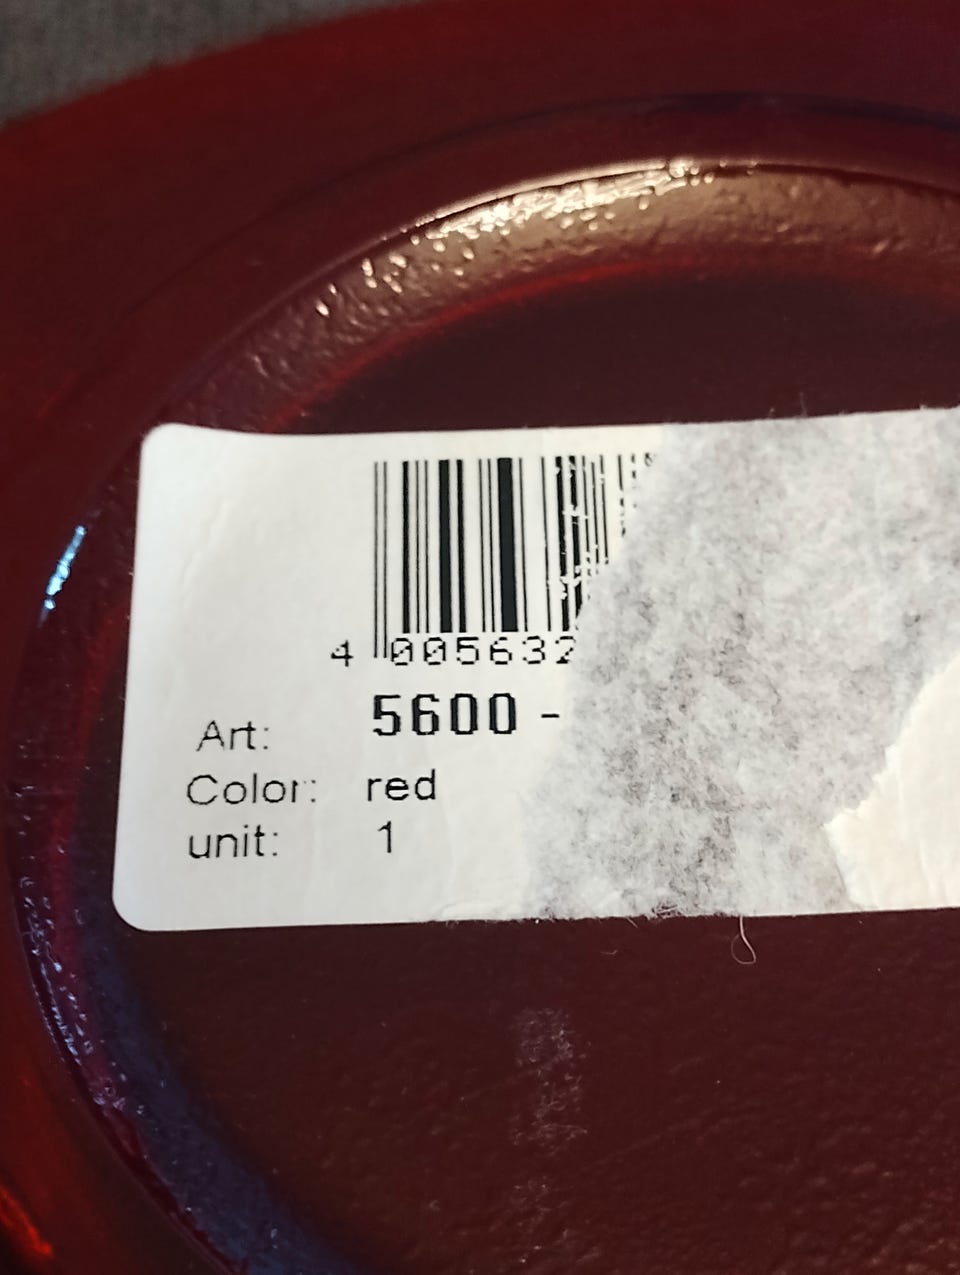 4 005632
Art: 5600 -
Color: red
unit: 1